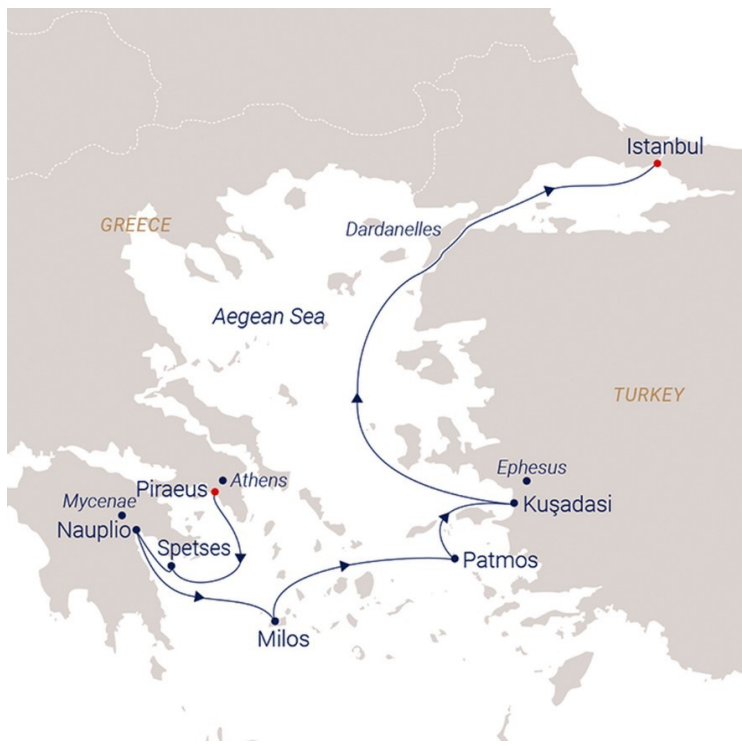 Istanbul
GREECE
Dardanelles
Aegean Sea
TURKEY
Ephesus
Athens
Piraeus
Mycenae
Kuşadasi
Nauplio
Spetses
Patmos
Milos